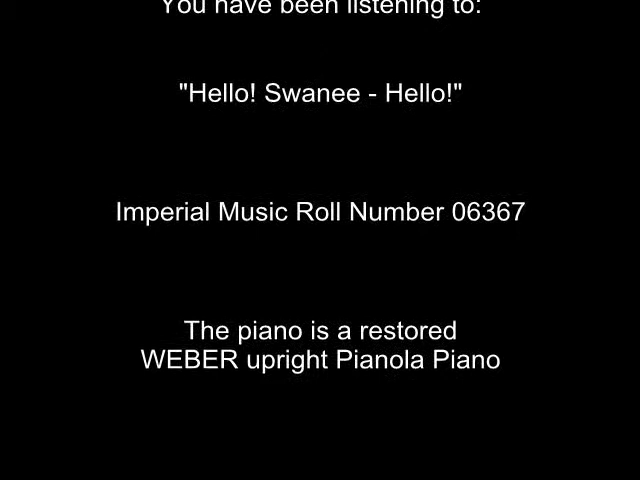 You have been listening to:
"Hello! Swanee - Hello!"
Imperial Music Roll Number 06367
The piano is a restored
WEBER upright Pianola Piano